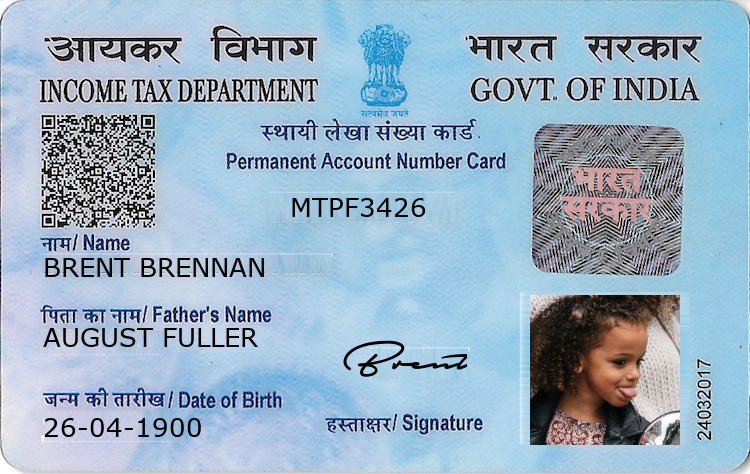 आयकर विभाग
INCOME TAX DEPARTMENT
भारत सरकार
GOVT. OF INDIA
सत्यमेव जयते
स्थायी लेखा संख्या कार्ड
Permanent Account Number Card
MTPF3426
भारत
सरकार
नाम/ Name
BRENT BRENNAN
पिता का नाम/ Father's Name
AUGUST FULLER
जन्म की तारीख/ Date of Birth
26-04-1900
Brent
हस्ताक्षर/ Signature
24032017